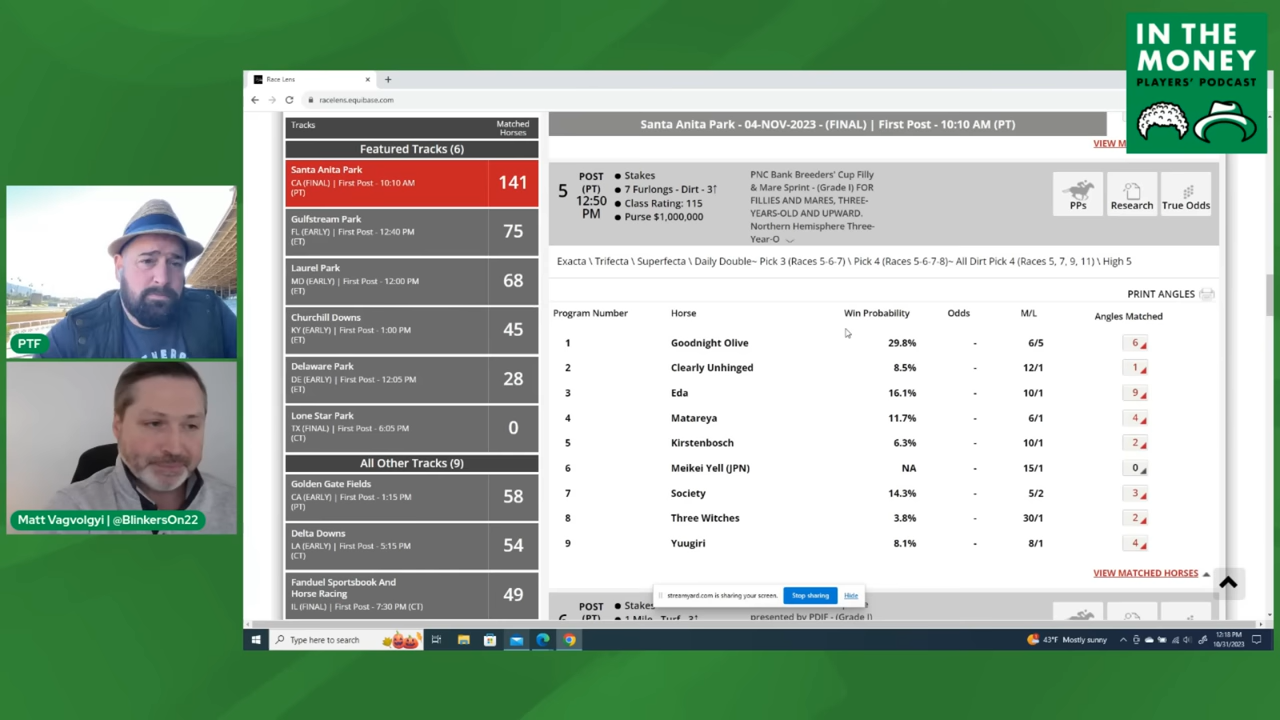 IN THE
MONEY
PLAYERS' PODCAST
Race Lens
racelens.equibase.com
Tracks
Matched
Horses
Featured Tracks (6)
Santa Anita Park
CA (FINAL) | First Post - 10:10 AM
(PT)
141
Gulfstream Park
FL (EARLY) | First Post - 12:40 PM
(ET)
75
Laurel Park
MD (EARLY) | First Post - 12:00 PM
(ET)
68
Churchill Downs
KY (EARLY) | First Post - 1:00 PM
(ET)
45
Delaware Park
DE (EARLY) | First Post - 12:05 PM
(ET)
28
Lone Star Park
TX (FINAL) | First Post - 6:05 PM
(CT)
0
All Other Tracks (9)
Golden Gate Fields
CA (EARLY) | First Post - 1:15 PM
(PT)
58
Delta Downs
LA (EARLY) | First Post - 5:15 PM
(CT)
54
Fanduel Sportsbook And
Horse Racing
IL (FINAL) | First Post - 7:30 PM (CT)
49
Santa Anita Park - 04-NOV-2023 - (FINAL) | First Post - 10:10 AM (PT)
VIEW M
5
POST
(PT)
12:50
PM
● Stakes
● 7 Furlongs - Dirt - 3↑
● Class Rating: 115
● Purse $1,000,000
PNC Bank Breeders' Cup Filly
& Mare Sprint - (Grade I) FOR
FILLIES AND MARES, THREE-
YEARS-OLD AND UPWARD.
Northern Hemisphere Three-
Year-O
PPs
Research
True Odds
Exacta \ Trifecta \ Superfecta \ Daily Double~ Pick 3 (Races 5-6-7) \ Pick 4 (Races 5-6-7-8)~ All Dirt Pick 4 (Races 5, 7, 9, 11) \ High 5
PRINT ANGLES
Program Number Horse Win Probability Odds M/L Angles Matched
1 Goodnight Olive 29.8% - 6/5 6
2 Clearly Unhinged 8.5% - 12/1 1
3 Eda 16.1% - 10/1 9
4 Matareya 11.7% - 6/1 4
5 Kirstenbosch 6.3% - 10/1 2
6 Meikei Yell (JPN) NA - 15/1 0
7 Society 14.3% - 5/2 3
8 Three Witches 3.8% - 30/1 2
9 Yuugiri 8.1% - 8/1 4
VIEW MATCHED HORSES
streamyard.com is sharing your screen. Stop sharing Hide
POST
(PT)
● Stakes
presented by PDIF - (Grade I)
PTF
Matt Vagvolgyi | @BlinkersOn22
Type here to search
43°F Mostly sunny
12:18 PM
10/31/2023